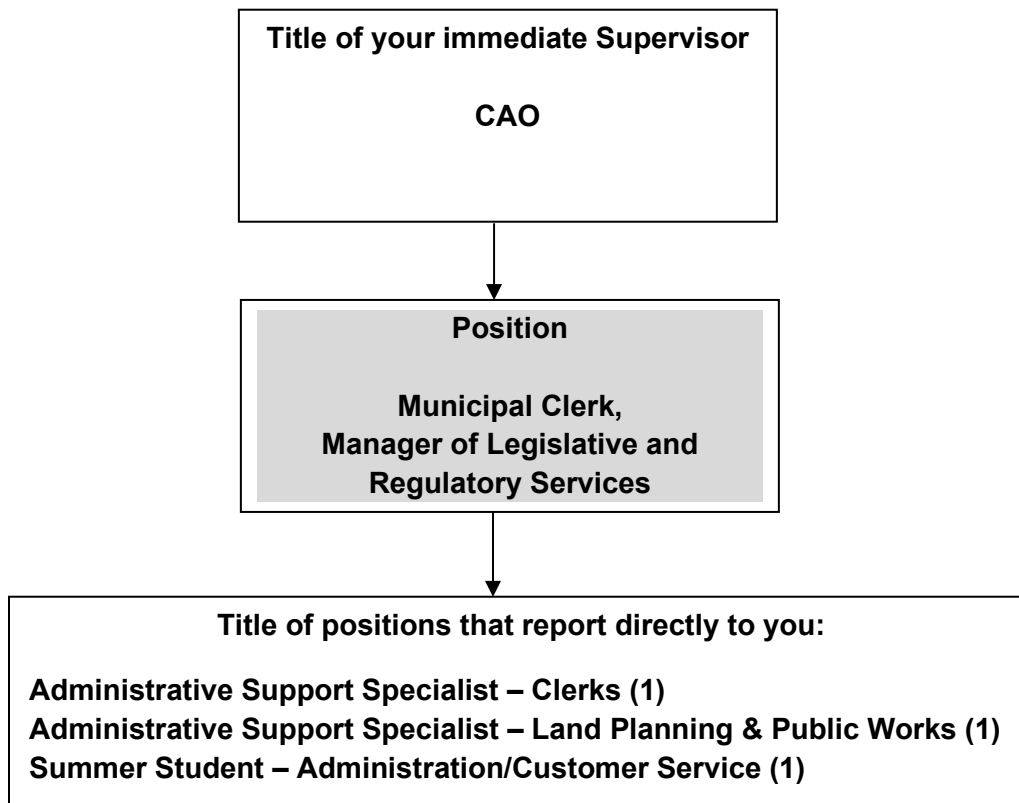 Title of your immediate Supervisor
CAO
Position
Municipal Clerk,
Manager of Legislative and
Regulatory Services
Title of positions that report directly to you:
Administrative Support Specialist – Clerks (1)
Administrative Support Specialist – Land Planning & Public Works (1)
Summer Student – Administration/Customer Service (1)